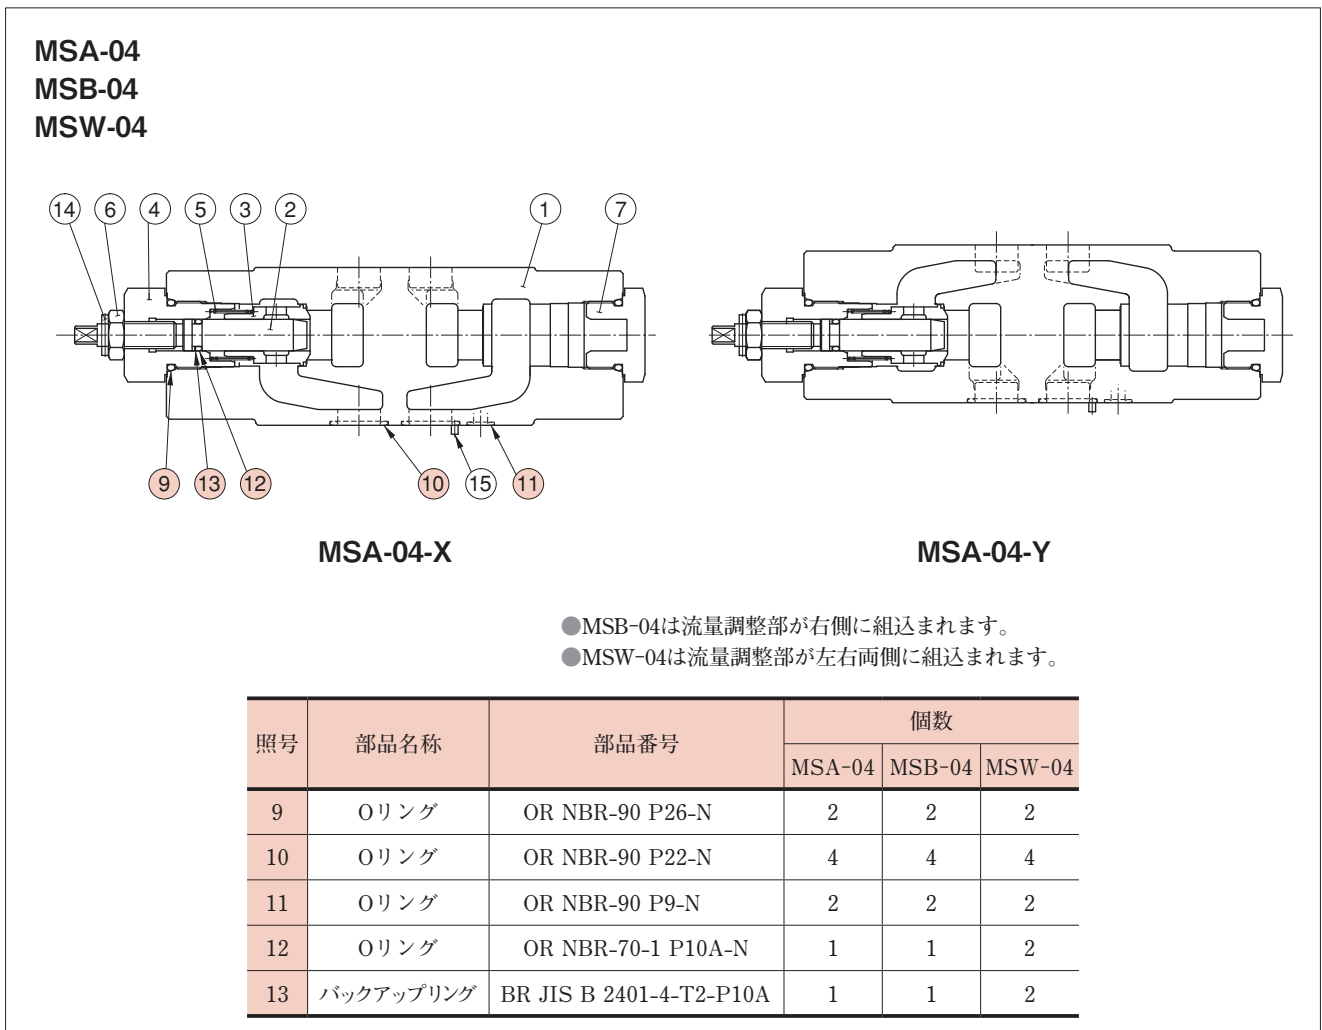 MSA-04
MSB-04
MSW-04
14 6 4 5 3 2 1 7
9 13 12 10 15 11
MSA-04-X MSA-04-Y
●MSB-04は流量調整部が右側に組込まれます。
●MSW-04は流量調整部が左右両側に組込まれます。
照号 部品名称 部品番号 個数
MSA-04 MSB-04 MSW-04
9 Oリング OR NBR-90 P26-N 2 2 2
10 Oリング OR NBR-90 P22-N 4 4 4
11 Oリング OR NBR-90 P9-N 2 2 2
12 Oリング OR NBR-70-1 P10A-N 1 1 2
13 バックアップリング BR JIS B 2401-4-T2-P10A 1 1 2